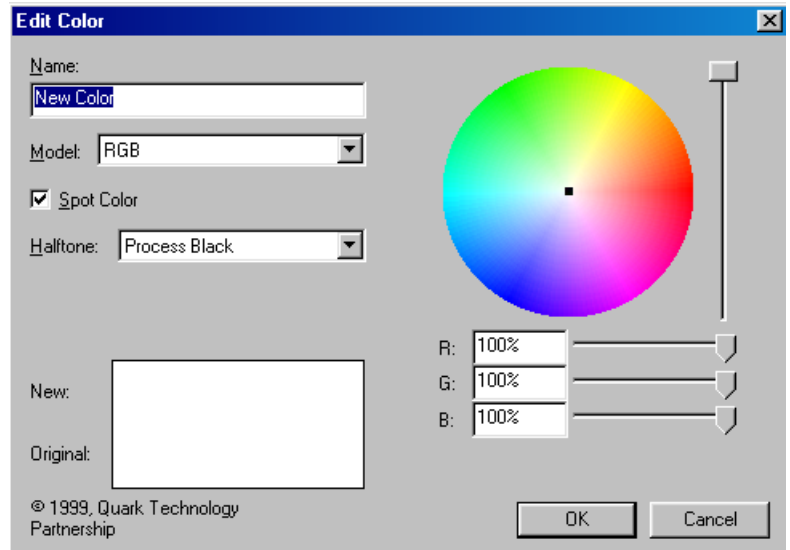 Edit Color
Name:
New Color
Model: RGB
Spot Color
Halftone: Process Black
R: 100%
G: 100%
B: 100%
New:
Original:
© 1999, Quark Technology
Partnership
OK Cancel